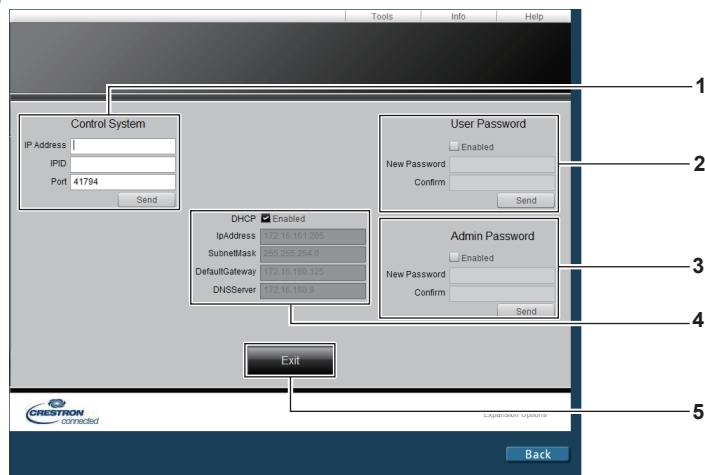 Tools Info Help
1
Control System
IP Address
IPID
Port 41794
Send
User Password
Enabled
New Password
Confirm
Send
2
DHCP Enabled
IpAddress 172.16.161.205
SubnetMask 255.255.254.0
DefaultGateway 172.16.160.125
DNSServer 172.16.160.9
Admin Password
Enabled
New Password
Confirm
Send
3
4
Exit
CRESTRON
connected
Expansion Options
5
Back